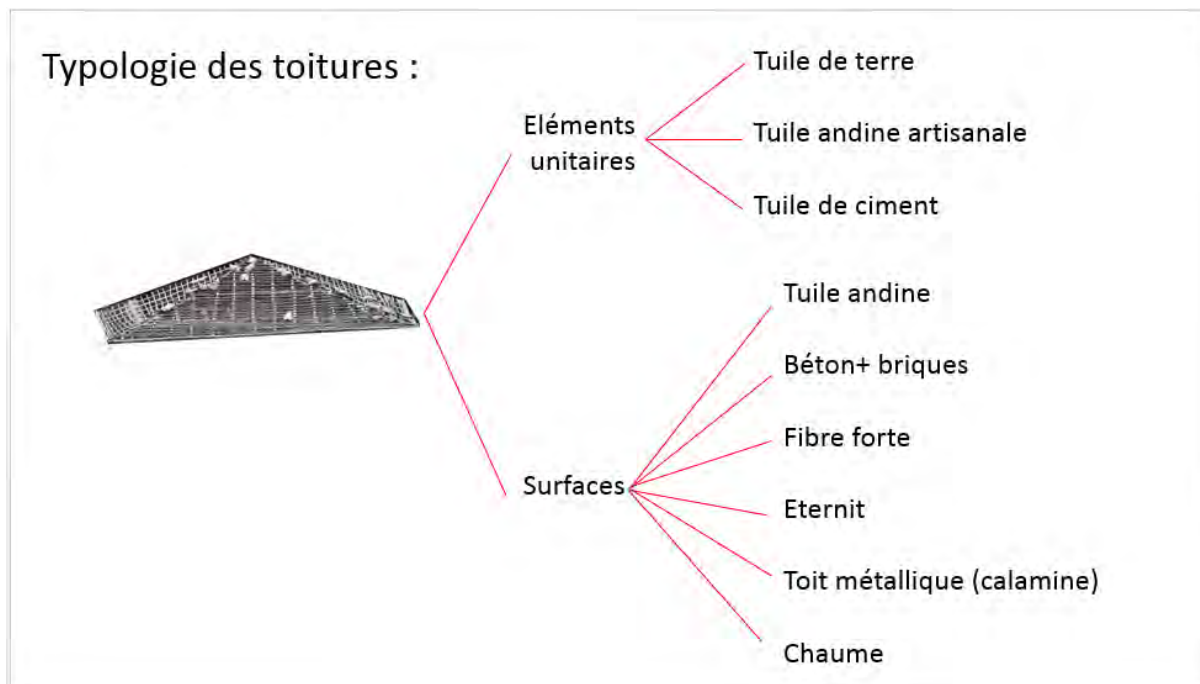 Typologie des toitures :
Eléments
unitaires
Tuile de terre
Tuile andine artisanale
Tuile de ciment
Surfaces
Tuile andine
Béton+ briques
Fibre forte
Eternit
Toit métallique (calamine)
Chaume